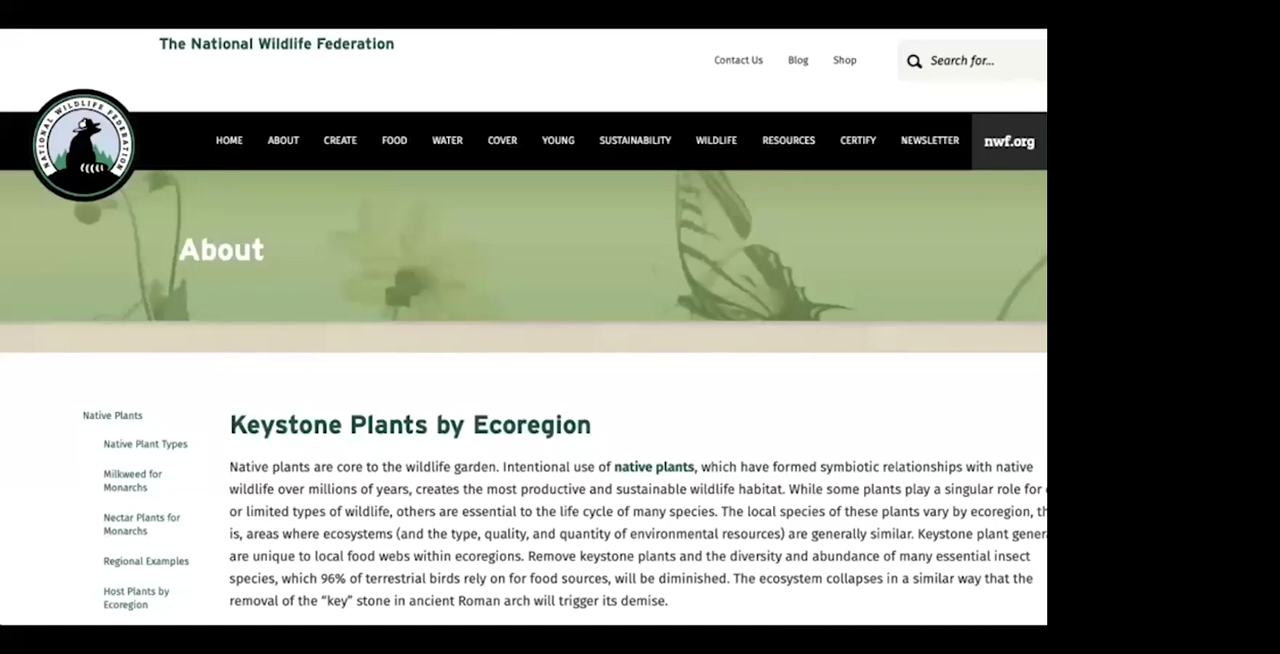 The National Wildlife Federation
Contact Us Blog Shop
Search for...
NATIONAL WILDLIFE FEDERATION
HOME ABOUT CREATE FOOD WATER COVER YOUNG SUSTAINABILITY WILDLIFE RESOURCES CERTIFY NEWSLETTER nwf.org
About
Native Plants
Native Plant Types
Milkweed for
Monarchs
Nectar Plants for
Monarchs
Regional Examples
Host Plants by
Ecoregion
Keystone Plants by Ecoregion
Native plants are core to the wildlife garden. Intentional use of native plants, which have formed symbiotic relationships with native
wildlife over millions of years, creates the most productive and sustainable wildlife habitat. While some plants play a singular role for
or limited types of wildlife, others are essential to the life cycle of many species. The local species of these plants vary by ecoregion,
is, areas where ecosystems (and the type, quality, and quantity of environmental resources) are generally similar. Keystone plant
are unique to local food webs within ecoregions. Remove keystone plants and the diversity and abundance of many essential insect
species, which 96% of terrestrial birds rely on for food sources, will be diminished. The ecosystem collapses in a similar way that the
removal of the “key” stone in ancient Roman arch will trigger its demise.